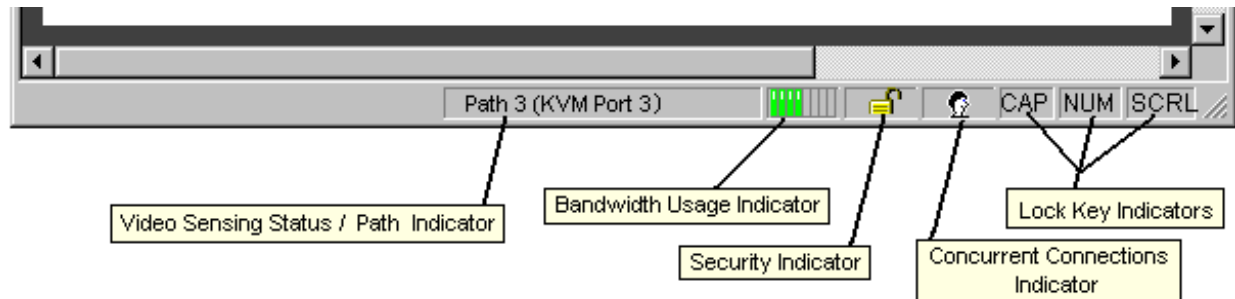 Path 3 (KVM Port 3)
CAP NUM SCRL
Video Sensing Status / Path Indicator
Bandwidth Usage Indicator
Security Indicator
Concurrent Connections
Indicator
Lock Key Indicators